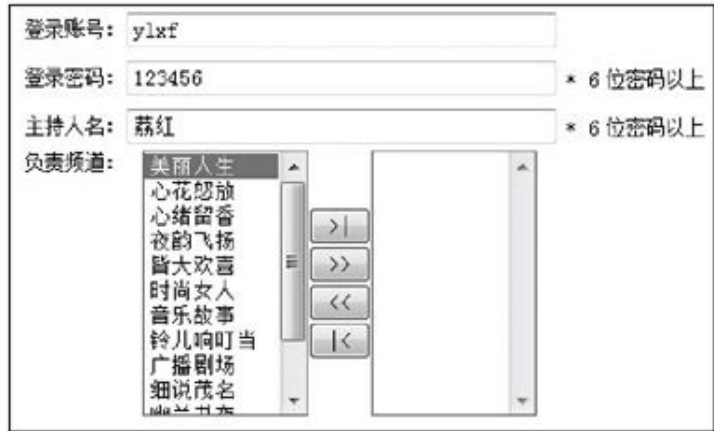 登录账号: ylxf
登录密码: 123456 * 6 位密码以上
主持人名: 荔红 * 6 位密码以上
负责频道:
美丽人生
心花怒放
心绪留香
夜韵飞扬
皆大欢喜
时尚女人
音乐故事
铃儿响叮当
广播剧场
细说茂名
>|
>>
<<
|<